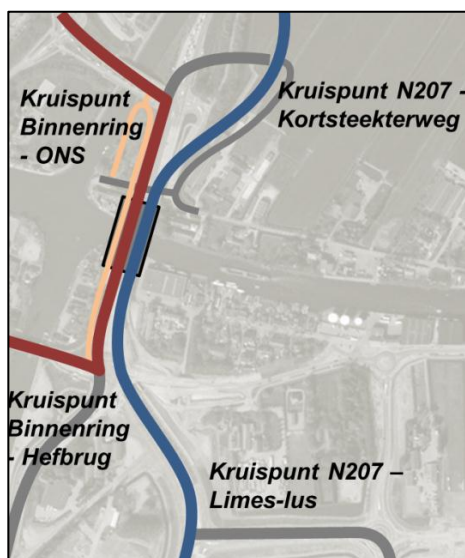 Kruispunt
Binnenring
- ONS
Kruispunt N207 -
Kortsteekterweg
Kruispunt
Binnenring
- Hefbrug
Kruispunt N207 –
Limes-lus